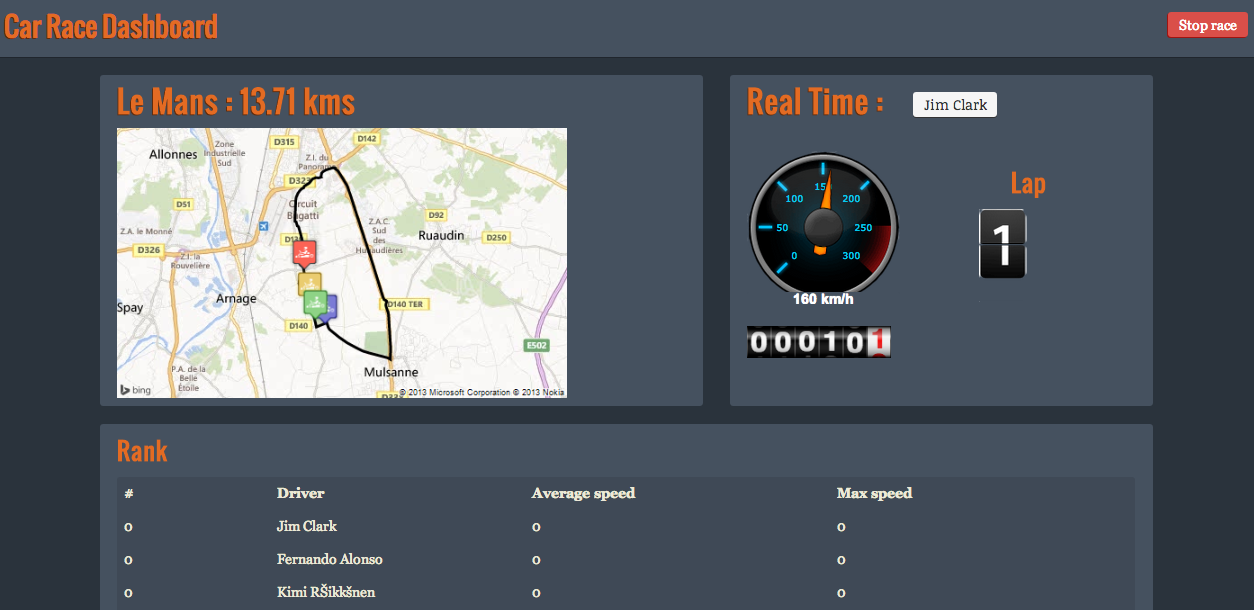 Car Race Dashboard
Stop race
Le Mans : 13.71 kms
Allonnes
Zone
Industrielle
Sud
D315
D142
Z.I. du
Panorama
D323
D51
Circuit
Bugatti
D92
Z.A. le Monné
Z.A.C.
Sud
des
Hunaudières
Ruaudin
D250
D326
Z.I. la
Rouvelière
Arnage
Spay
D140 TER
D140
E502
Mulsanne
P.A. de la
Belle
Étoile
bing
© 2013 Microsoft Corporation © 2013 Nokia
Real Time :
Jim Clark
0
50
100
200
250
300
160 km/h
000101
Lap
1
Rank
# Driver Average speed Max speed
0 Jim Clark 0 0
0 Fernando Alonso 0 0
0 Kimi RŠikkšnen 0 0